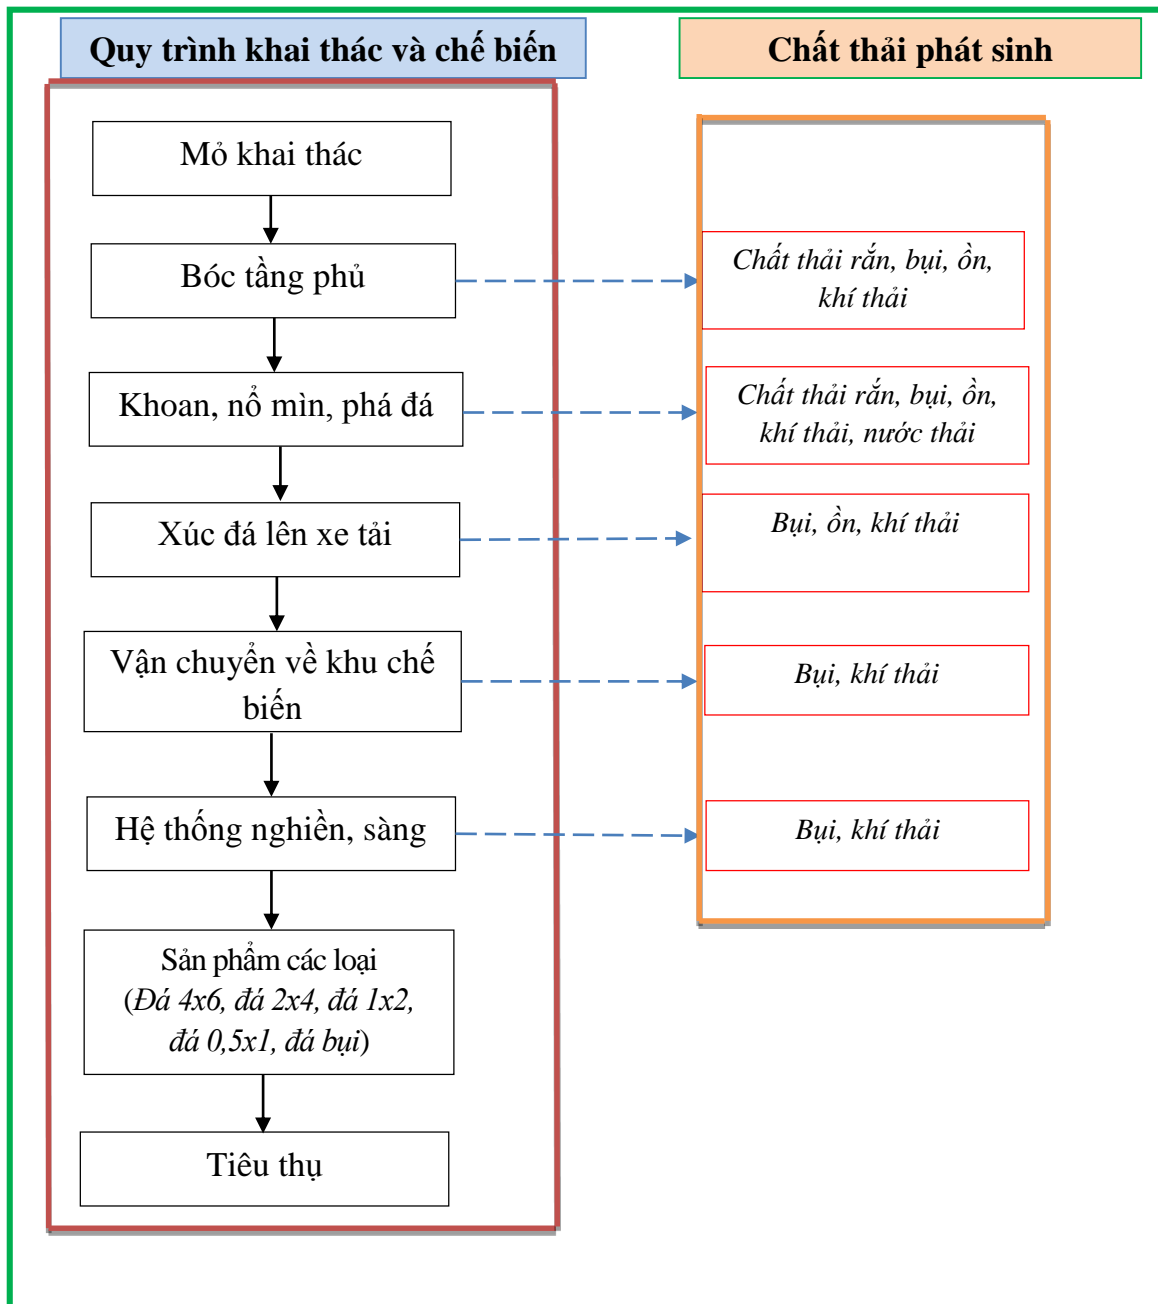 Quy trình khai thác và chế biến
Chất thải phát sinh
Mỏ khai thác
Bóc tầng phủ
Chất thải rắn, bụi, ồn,
khí thải
Khoan, nổ mìn, phá đá
Chất thải rắn, bụi, ồn,
khí thải, nước thải
Xúc đá lên xe tải
Bụi, ồn, khí thải
Vận chuyển về khu chế
biến
Bụi, khí thải
Hệ thống nghiền, sàng
Bụi, khí thải
Sản phẩm các loại
(Đá 4x6, đá 2x4, đá 1x2,
đá 0,5x1, đá bụi)
Tiêu thụ